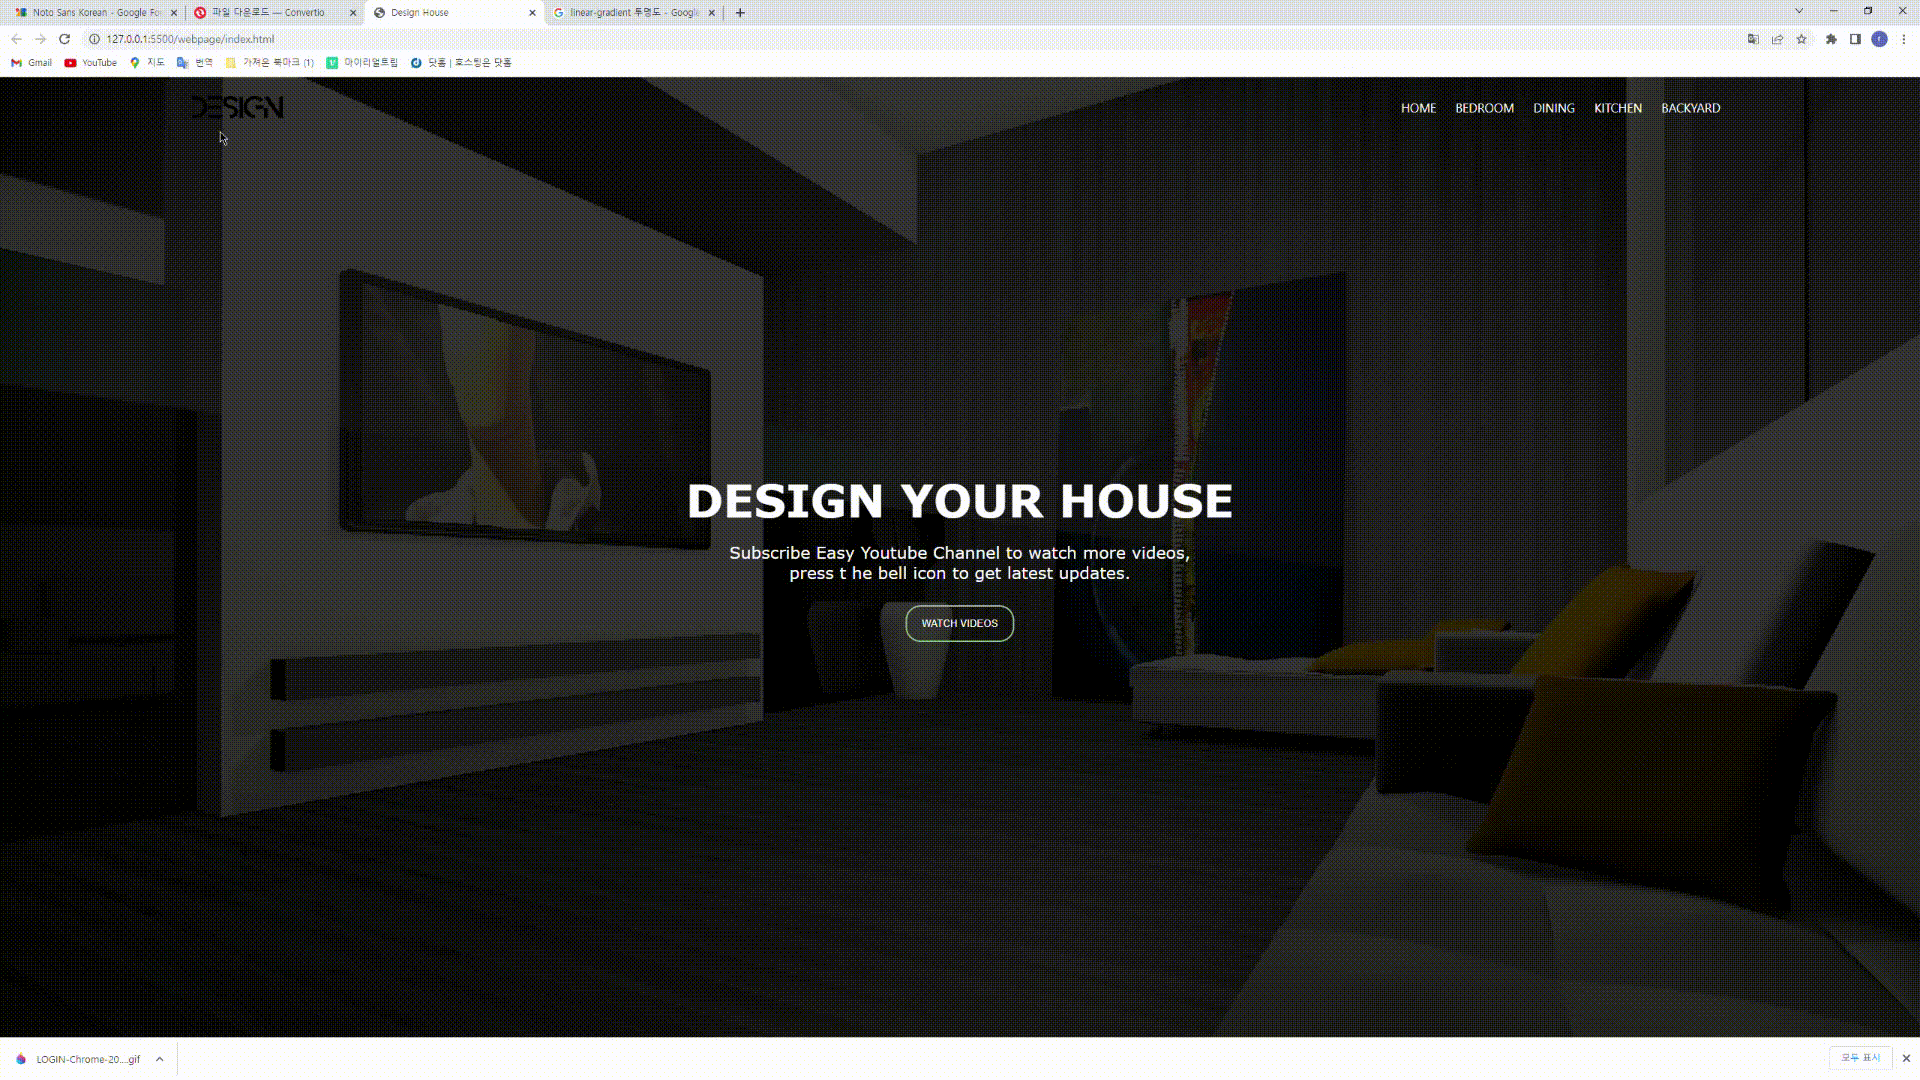 Noto Sans Korean - Google Fo
파일 다운로드 — Convertio
Design House
linear-gradient 투명도 - Google
127.0.0.1:5500/webpage/index.html
Gmail
YouTube
지도
번역
가져온 북마크 (1)
마이리얼트립
닷홈 | 호스팅은 닷홈
DESIGN
HOME
BEDROOM
DINING
KITCHEN
BACKYARD
DESIGN YOUR HOUSE
Subscribe Easy Youtube Channel to watch more videos,
press t he bell icon to get latest updates.
WATCH VIDEOS
LOGIN-Chrome-20....gif
모두 표시